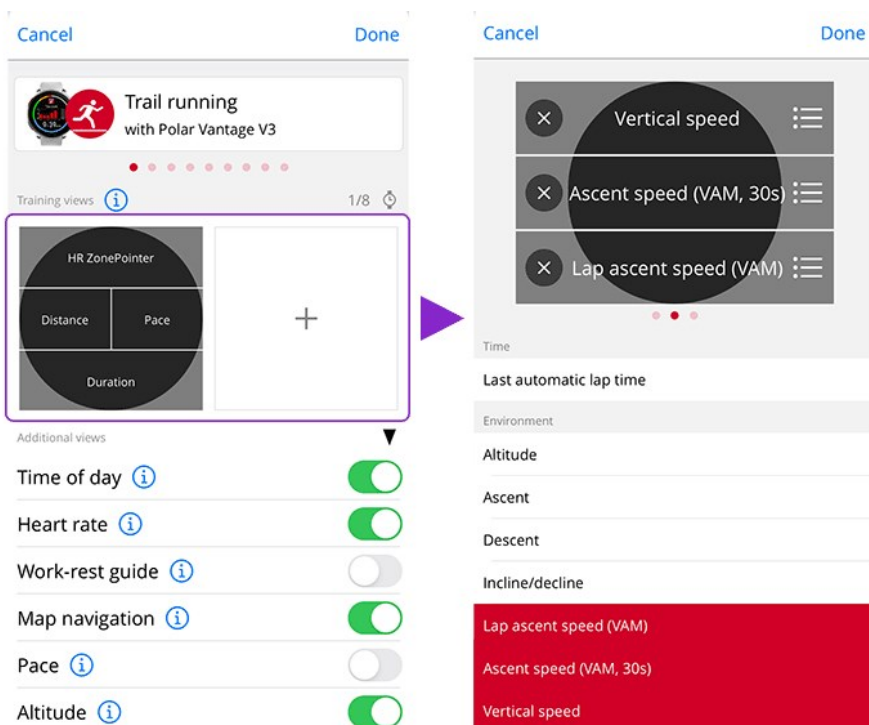 Cancel
Done
Trail running
with Polar Vantage V3
Training views
1/8
HR ZonePointer
Distance
Pace
Duration
Additional views
Time of day
Heart rate
Work-rest guide
Map navigation
Pace
Altitude
Cancel
Done
Vertical speed
Ascent speed (VAM, 30s)
Lap ascent speed (VAM)
Time
Last automatic lap time
Environment
Altitude
Ascent
Descent
Incline/decline
Lap ascent speed (VAM)
Ascent speed (VAM, 30s)
Vertical speed